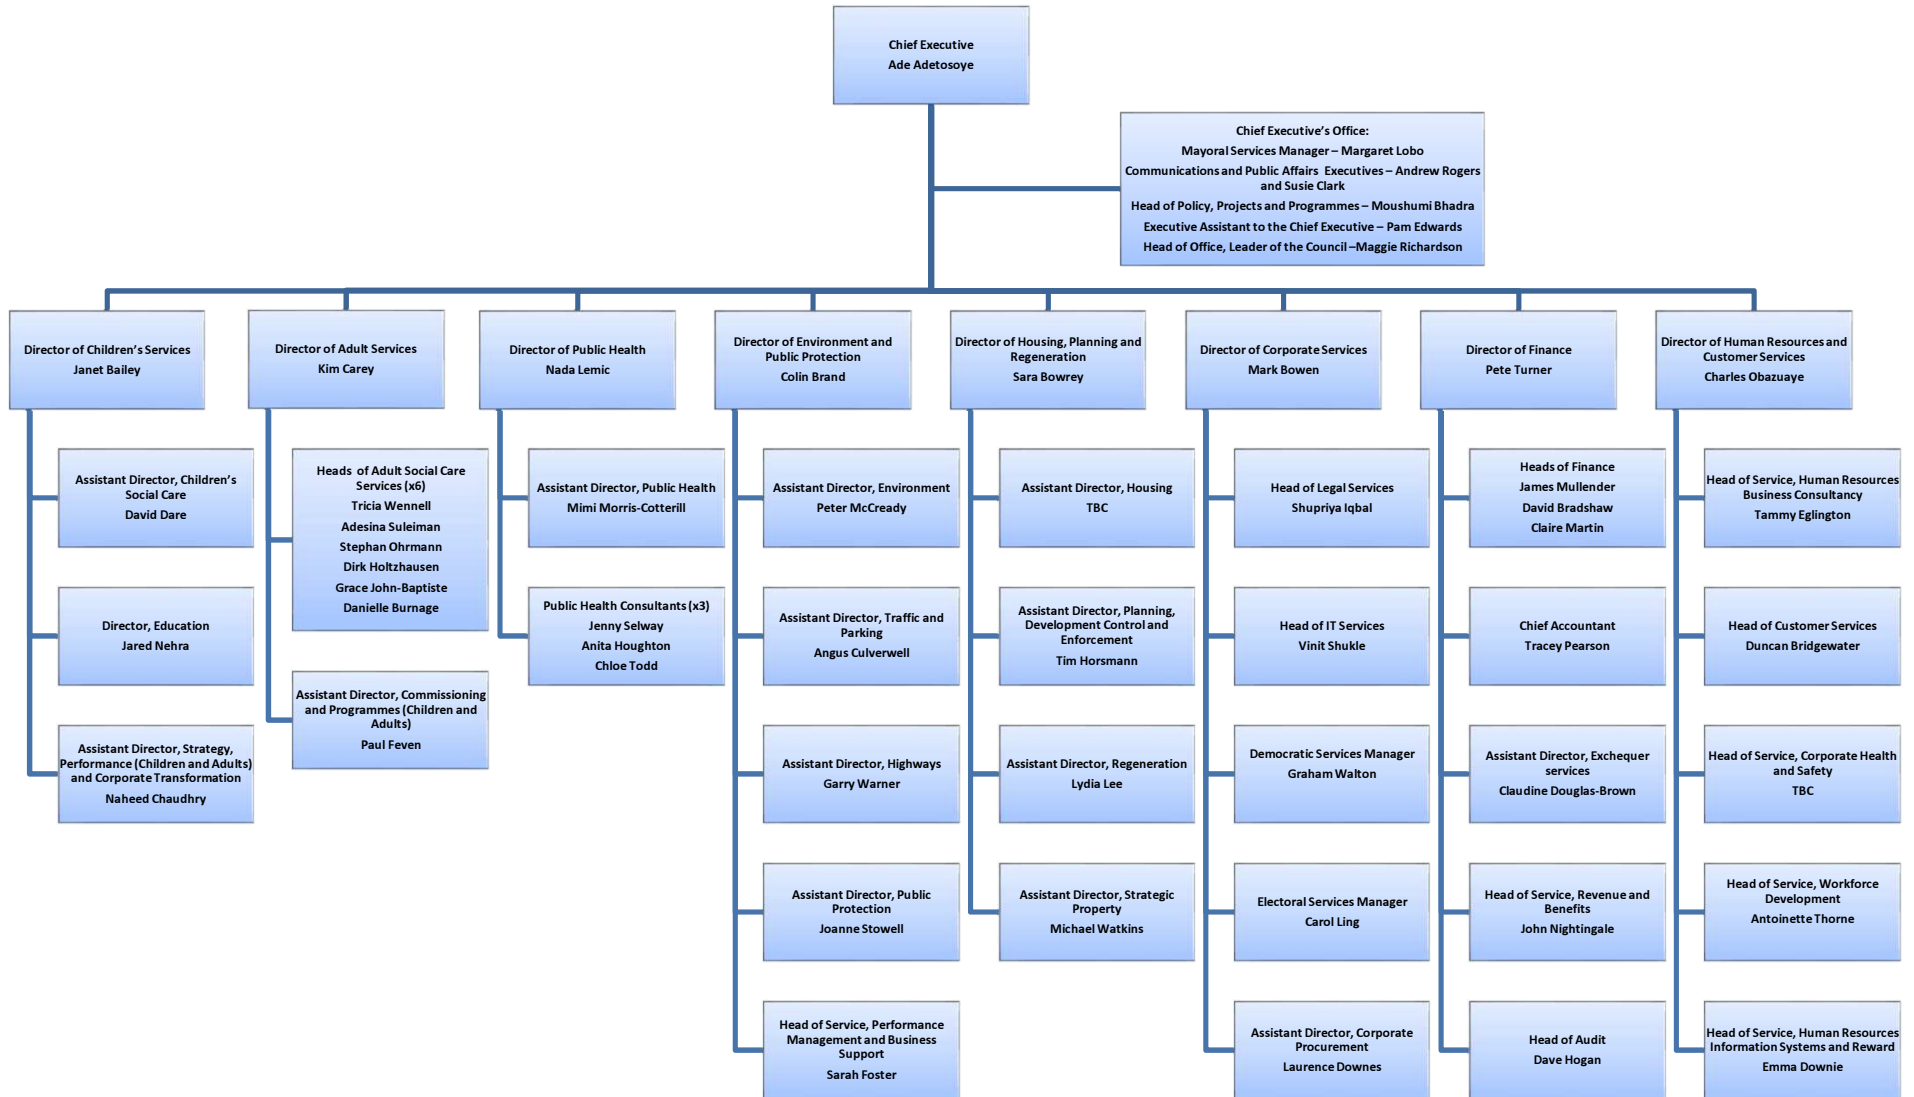 Chief Executive
Ade Adetosoye
Chief Executive’s Office:
Mayoral Services Manager – Margaret Lobo
Communications and Public Affairs Executives – Andrew Rogers
and Susie Clark
Head of Policy, Projects and Programmes – Moushumi Bhadra
Executive Assistant to the Chief Executive – Pam Edwards
Head of Office, Leader of the Council –Maggie Richardson
Director of Children’s Services
Janet Bailey
Assistant Director, Children’s
Social Care
David Dare
Director, Education
Jared Nehra
Assistant Director, Strategy,
Performance (Children and Adults)
and Corporate Transformation
Naheed Chaudhry
Director of Adult Services
Kim Carey
Heads of Adult Social Care
Services (x6)
Tricia Wennell
Adesina Suleiman
Stephan Ohrmann
Dirk Holtzhausen
Grace John-Baptiste
Danielle Burnage
Assistant Director, Commissioning
and Programmes (Children and
Adults)
Paul Feven
Director of Public Health
Nada Lemic
Assistant Director, Public Health
Mimi Morris-Cotterill
Public Health Consultants (x3)
Jenny Selway
Anita Houghton
Chloe Todd
Director of Environment and
Public Protection
Colin Brand
Assistant Director, Environment
Peter McCready
Assistant Director, Traffic and
Parking
Angus Culverwell
Assistant Director, Highways
Garry Warner
Assistant Director, Public
Protection
Joanne Stowell
Head of Service, Performance
Management and Business
Support
Sarah Foster
Director of Housing, Planning and
Regeneration
Sara Bowrey
Assistant Director, Housing
TBC
Assistant Director, Planning,
Development Control and
Enforcement
Tim Horsmann
Assistant Director, Regeneration
Lydia Lee
Assistant Director, Strategic
Property
Michael Watkins
Director of Corporate Services
Mark Bowen
Head of Legal Services
Shupriya Iqbal
Head of IT Services
Vinit Shukle
Democratic Services Manager
Graham Walton
Electoral Services Manager
Carol Ling
Assistant Director, Corporate
Procurement
Laurence Downes
Director of Finance
Pete Turner
Heads of Finance
James Mullender
David Bradshaw
Claire Martin
Chief Accountant
Tracey Pearson
Assistant Director, Exchequer
services
Claudine Douglas-Brown
Head of Service, Revenue and
Benefits
John Nightingale
Head of Audit
Dave Hogan
Director of Human Resources and
Customer Services
Charles Obazuaye
Head of Service, Human Resources
Business Consultancy
Tammy Eglington
Head of Customer Services
Duncan Bridgewater
Head of Service, Corporate Health
and Safety
TBC
Head of Service, Workforce
Development
Antoinette Thorne
Head of Service, Human Resources
Information Systems and Reward
Emma Downie